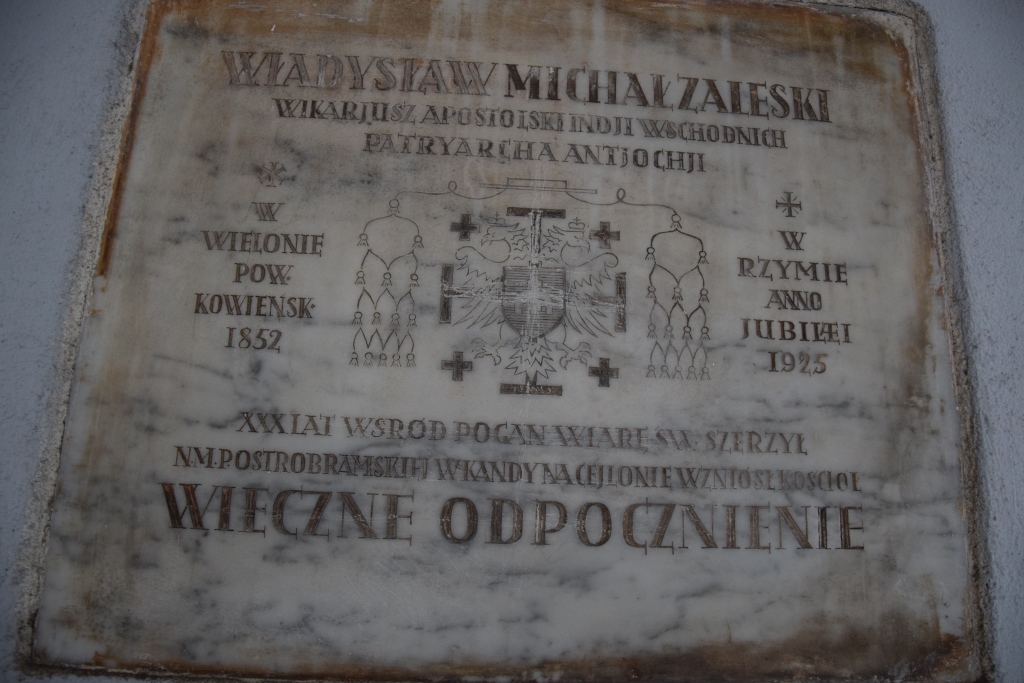 WŁADYSŁAW MICHAŁ ZALESKI
WIKARJUSZ APOSTOLSKI INDJI WSCHODNICH
PATRYARCHA ANTJOCHJI
W
WIELONIE
POW.
KOWIEŃSK.
1852
W
RZYMIE
ANNO
JUBILÆI
1925
XXX LAT WŚRÓD POGAN WIARĘ ŚW. SZERZYŁ
N.M.P. OSTROBRAMSKIEJ W KANDY NA CEJLONIE WZNIÓSŁ KOŚCIÓŁ
WIECZNE ODPOCZNIENIE